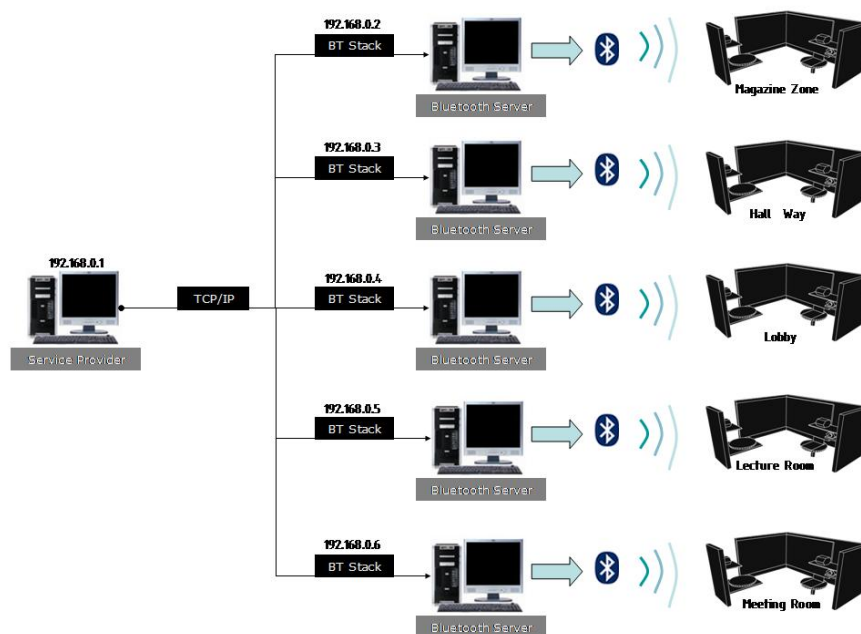 192.168.0.2
BT Stack
Bluetooth Server
Magazine Zone
192.168.0.3
BT Stack
Bluetooth Server
Hall Way
192.168.0.1
Service Provider
TCP/IP
192.168.0.4
BT Stack
Bluetooth Server
Lobby
192.168.0.5
BT Stack
Bluetooth Server
Lecture Room
192.168.0.6
BT Stack
Bluetooth Server
Meeting Room